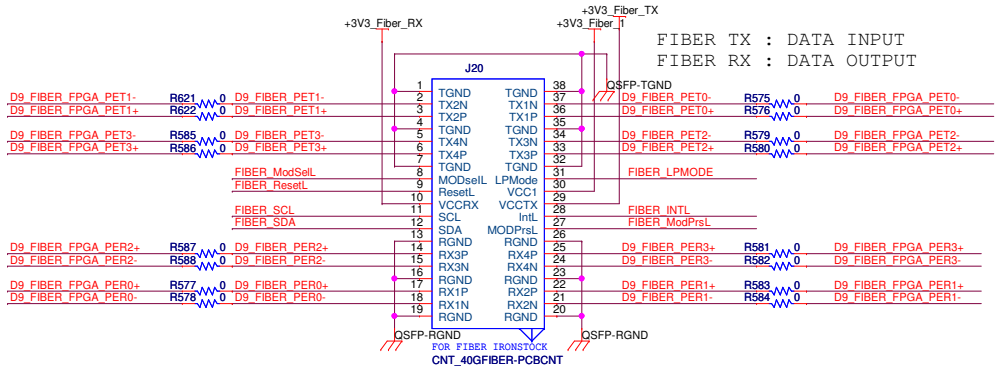 +3V3_Fiber_TX
+3V3_Fiber_RX +3V3_Fiber_1
FIBER TX : DATA INPUT
FIBER RX : DATA OUTPUT
J20
QSFP-TGND
1 TGND TGND 38
D9_FIBER_FPGA_PET1- R621 0 D9_FIBER_PET1- 2 TX2N TX1N 37 D9_FIBER_PET0- R575 0 D9_FIBER_FPGA_PET0-
D9_FIBER_FPGA_PET1+ R622 0 D9_FIBER_PET1+ 3 TX2P TX1P 36 D9_FIBER_PET0+ R576 0 D9_FIBER_FPGA_PET0+
4 TGND TGND 35
D9_FIBER_FPGA_PET3- R585 0 D9_FIBER_PET3- 5 TX4N TX3N 34 D9_FIBER_PET2- R579 0 D9_FIBER_FPGA_PET2-
D9_FIBER_FPGA_PET3+ R586 0 D9_FIBER_PET3+ 6 TX4P TX3P 33 D9_FIBER_PET2+ R580 0 D9_FIBER_FPGA_PET2+
7 TGND TGND 32
FIBER_ModSelL 8 MODselL LPMode 31 FIBER_LPMODE
FIBER_ResetL 9 ResetL VCC1 30
10 VCCRX VCCTX 29
FIBER_SCL 11 SCL IntL 28 FIBER_INTL
FIBER_SDA 12 SDA MODPrsL 27 FIBER_ModPrsL
13 RGND RGND 26
D9_FIBER_FPGA_PER2+ R587 0 D9_FIBER_PER2+ 14 RX3P RX4P 25 D9_FIBER_PER3+ R581 0 D9_FIBER_FPGA_PER3+
D9_FIBER_FPGA_PER2- R588 0 D9_FIBER_PER2- 15 RX3N RX4N 24 D9_FIBER_PER3- R582 0 D9_FIBER_FPGA_PER3-
16 RGND RGND 23
D9_FIBER_FPGA_PER0+ R577 0 D9_FIBER_PER0+ 17 RX1P RX2P 22 D9_FIBER_PER1+ R583 0 D9_FIBER_FPGA_PER1+
D9_FIBER_FPGA_PER0- R578 0 D9_FIBER_PER0- 18 RX1N RX2N 21 D9_FIBER_PER1- R584 0 D9_FIBER_FPGA_PER1-
19 RGND RGND 20
QSFP-RGND QSFP-RGND
FOR FIBER IRONSTOCK
CNT_40GFIBER-PCBCNT